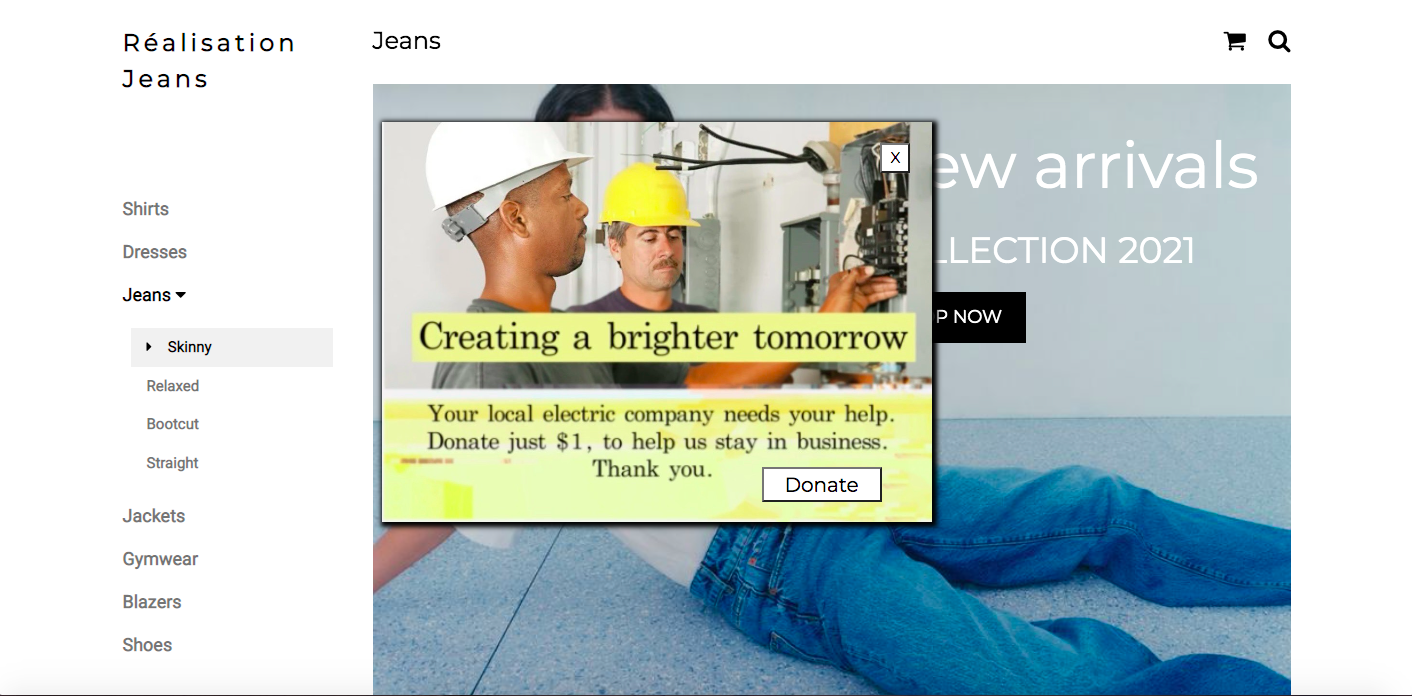 Réalisation
Jeans
Jeans
Shirts
Dresses
Jeans
Skinny
Relaxed
Bootcut
Straight
Jackets
Gymwear
Blazers
Shoes
ew arrivals
LLECTION 2021
P NOW
X
Creating a brighter tomorrow
Your local electric company needs your help.
Donate just $1, to help us stay in business.
Thank you.
Donate